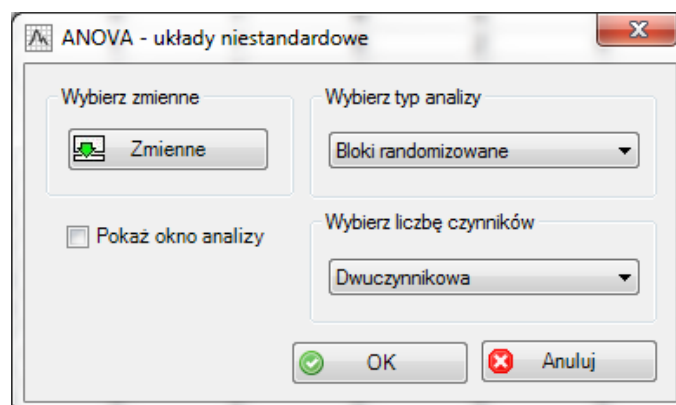 ANOVA - układy niestandardowe
Wybierz zmienne
Zmienne
Pokaż okno analizy
Wybierz typ analizy
Bloki randomizowane
Wybierz liczbę czynników
Dwuczynnikowa
OK
Anuluj